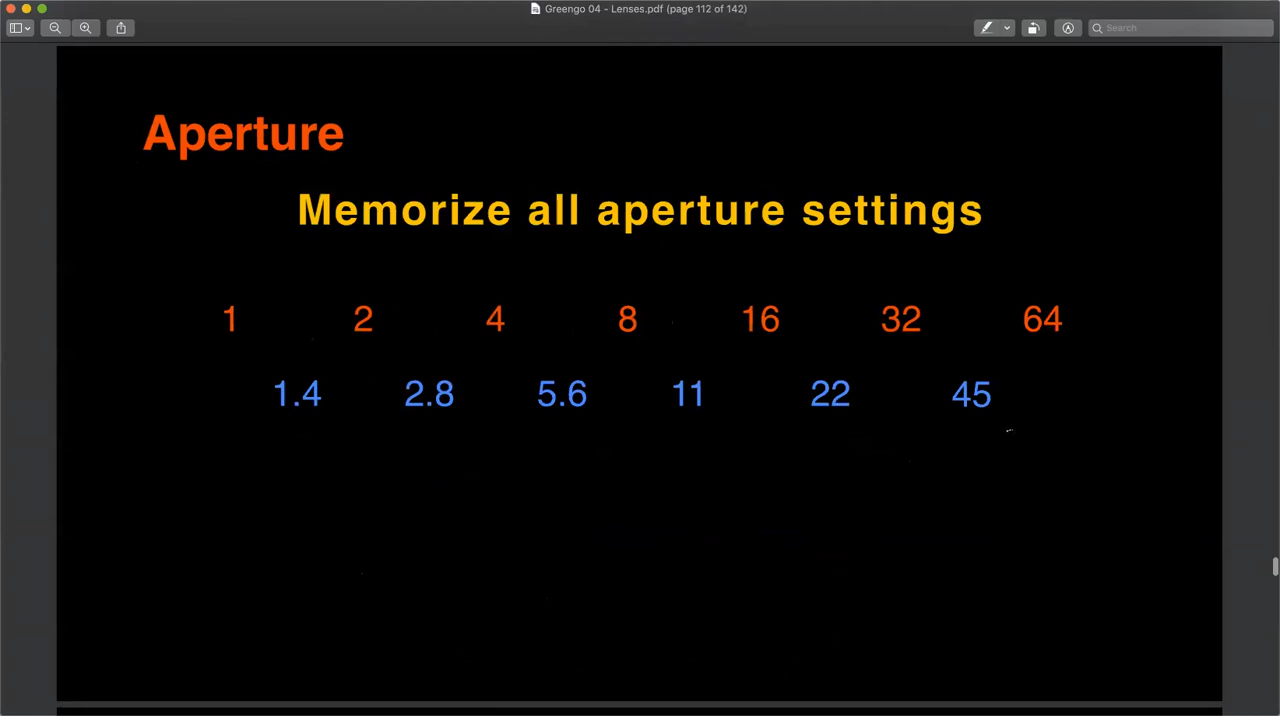 Greengo 04 - Lenses.pdf (page 112 of 142)
Search
Aperture
Memorize all aperture settings
1 2 4 8 16 32 64
1.4 2.8 5.6 11 22 45